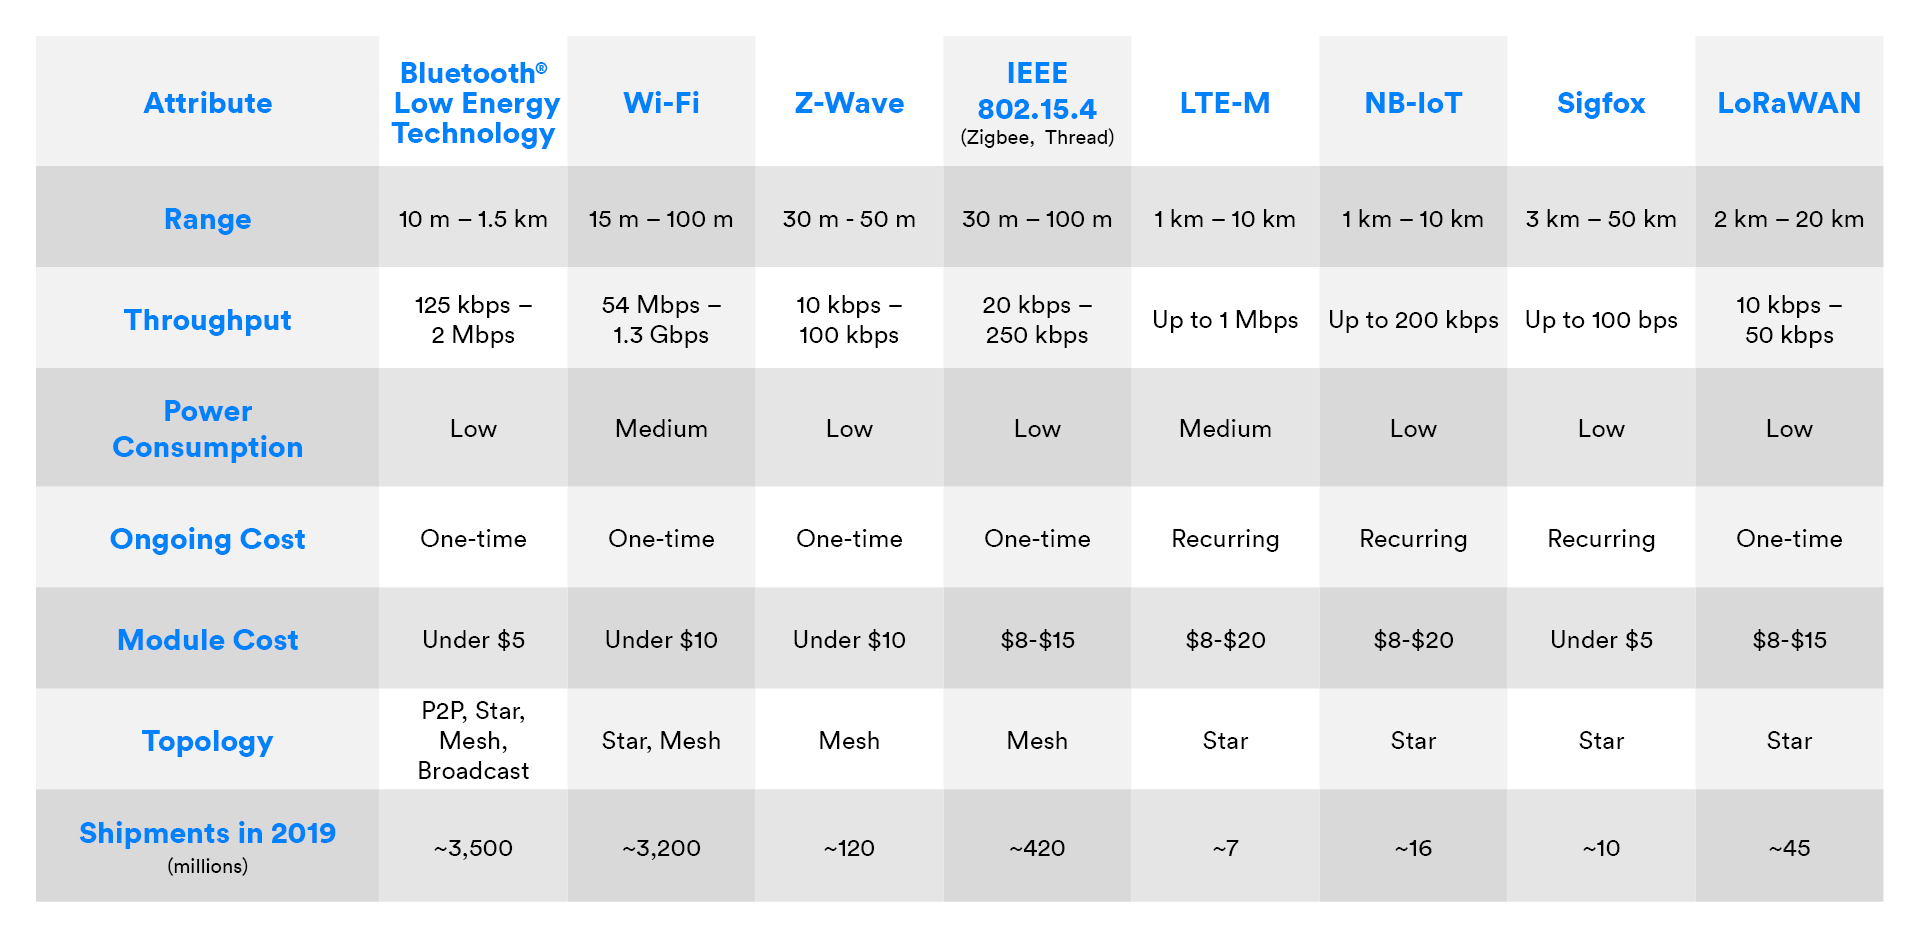 Attribute
Bluetooth®
Low Energy
Technology
Wi-Fi
Z-Wave
IEEE
802.15.4
(Zigbee, Thread)
LTE-M
NB-IoT
Sigfox
LoRaWAN
Range
10 m – 1.5 km
15 m – 100 m
30 m - 50 m
30 m – 100 m
1 km – 10 km
1 km – 10 km
3 km – 50 km
2 km – 20 km
Throughput
125 kbps –
2 Mbps
54 Mbps –
1.3 Gbps
10 kbps –
100 kbps
20 kbps –
250 kbps
Up to 1 Mbps
Up to 200 kbps
Up to 100 bps
10 kbps –
50 kbps
Power
Consumption
Low
Medium
Low
Low
Medium
Low
Low
Low
Ongoing Cost
One-time
One-time
One-time
One-time
Recurring
Recurring
Recurring
One-time
Module Cost
Under $5
Under $10
Under $10
$8-$15
$8-$20
$8-$20
Under $5
$8-$15
Topology
P2P, Star,
Mesh,
Broadcast
Star, Mesh
Mesh
Mesh
Star
Star
Star
Star
Shipments in 2019
(millions)
~3,500
~3,200
~120
~420
~7
~16
~10
~45